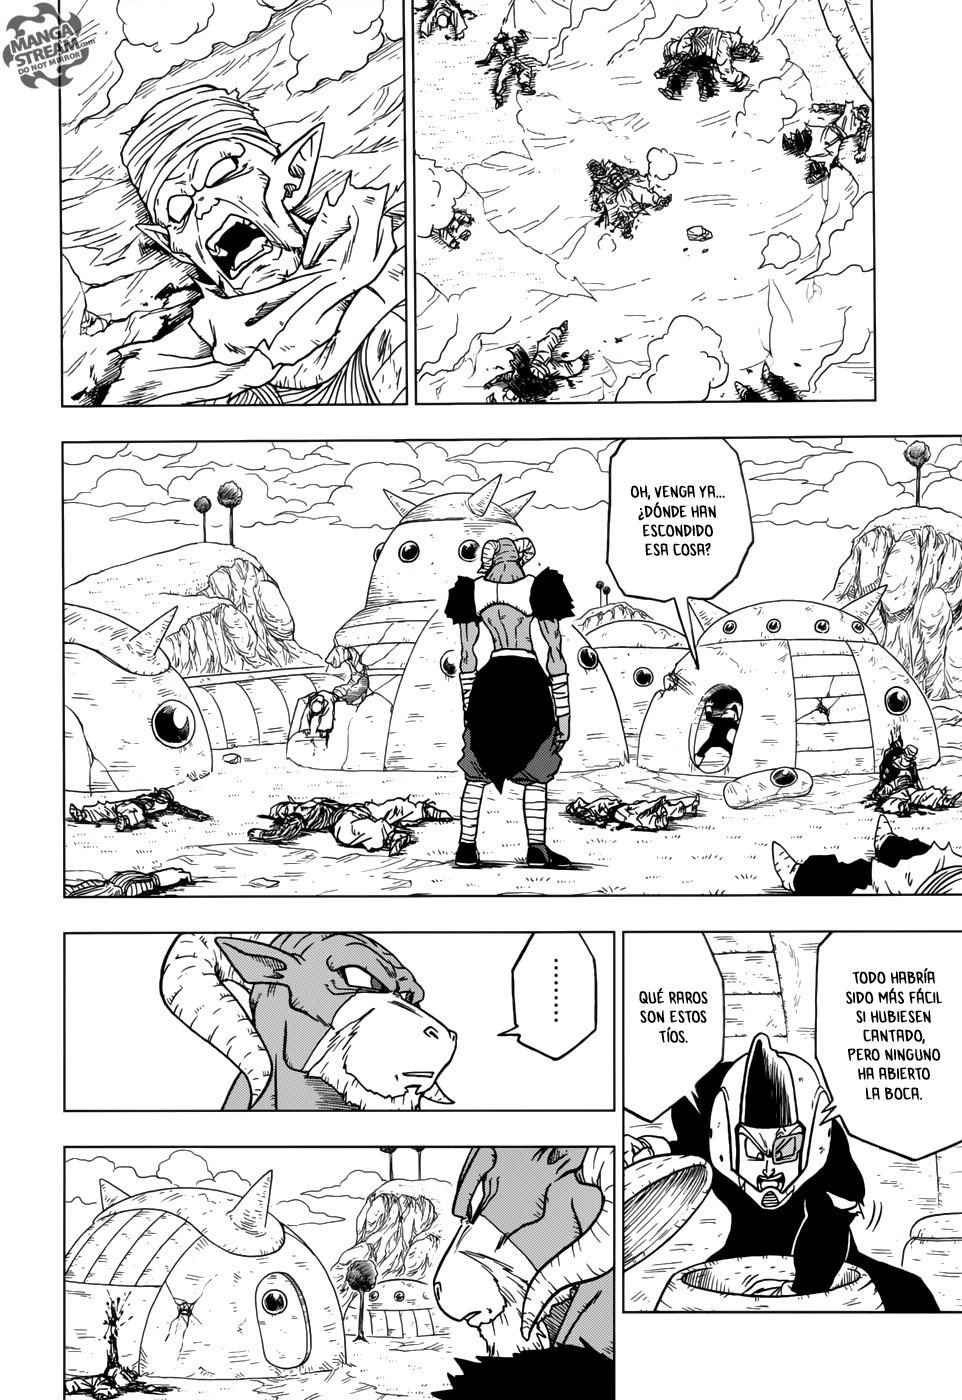 MANGA
STREAM.com
DO NOT MIRROR
OH, VENGA YA...
¿DÓNDE HAN
ESCONDIDO
ESA COSA?
.........
QUÉ RAROS
SON ESTOS
TÍOS.
TODO HABRÍA
SIDO MÁS FÁCIL
SI HUBIESEN
CANTADO,
PERO NINGUNO
HA ABIERTO
LA BOCA.